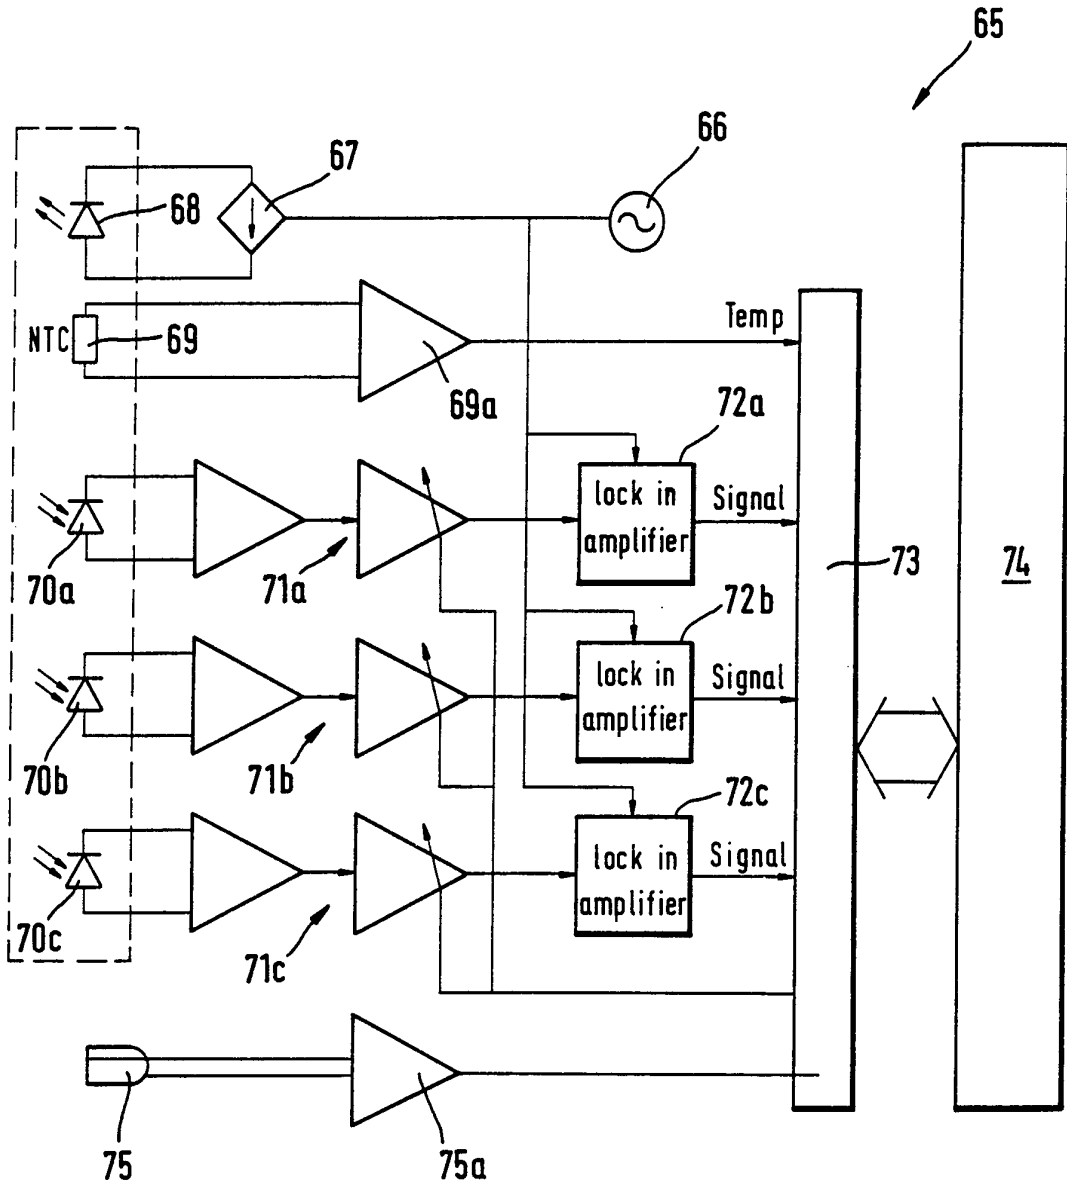 65
66
67
68
Temp
NTC
69
69a
72a
lock in
amplifier
Signal
70a
71a
73
74
72b
lock in
amplifier
Signal
70b
71b
72c
lock in
amplifier
Signal
70c
71c
75
75a